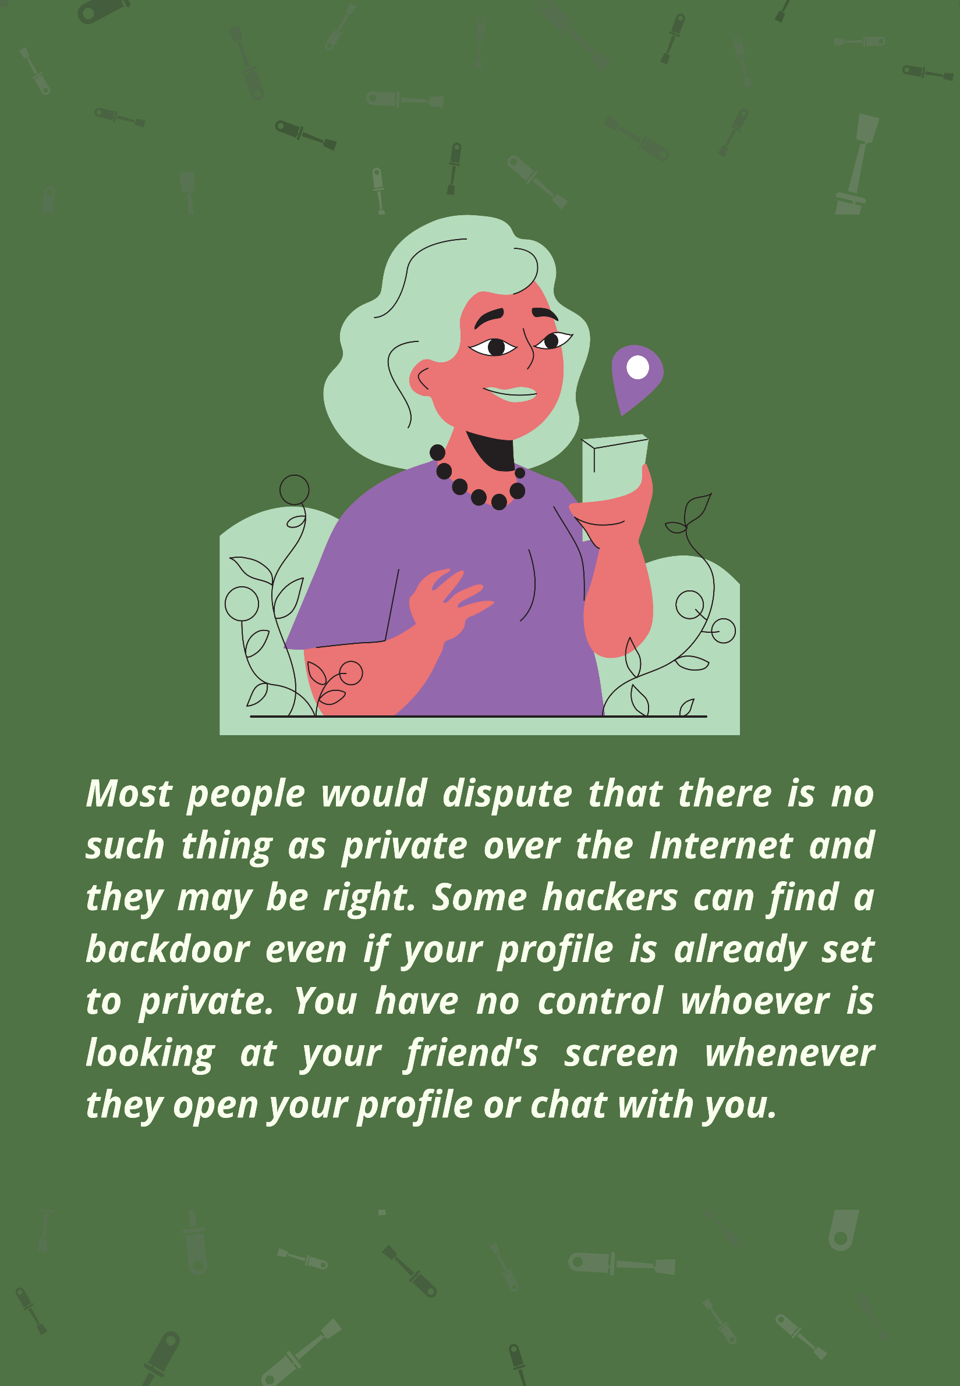 Most people would dispute that there is no
such thing as private over the Internet and
they may be right. Some hackers can find a
backdoor even if your profile is already set
to private. You have no control whoever is
looking at your friend's screen whenever
they open your profile or chat with you.